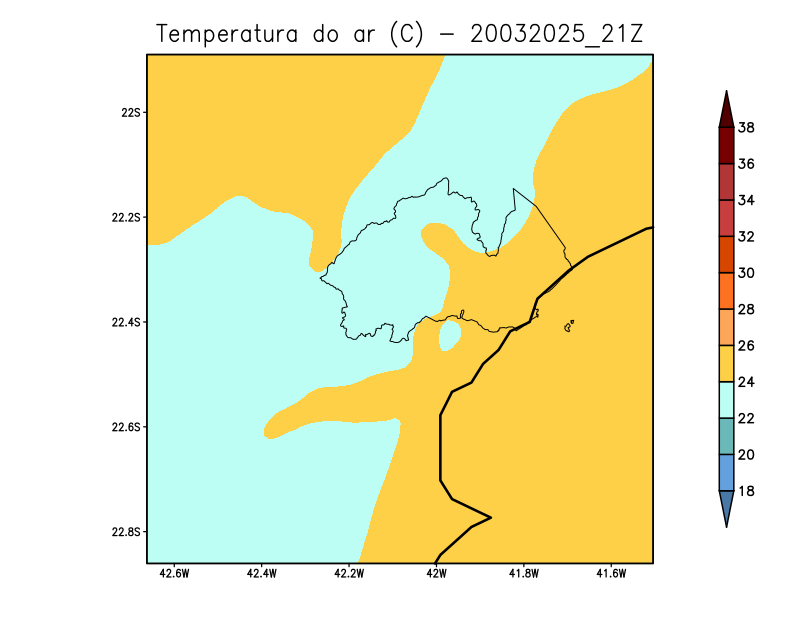 Temperatura do ar (C) - 20032025_21Z
22S
22.2S
22.4S
22.6S
22.8S
42.6W
42.4W
42.2W
42W
41.8W
41.6W
38
36
34
32
30
28
26
24
22
20
18